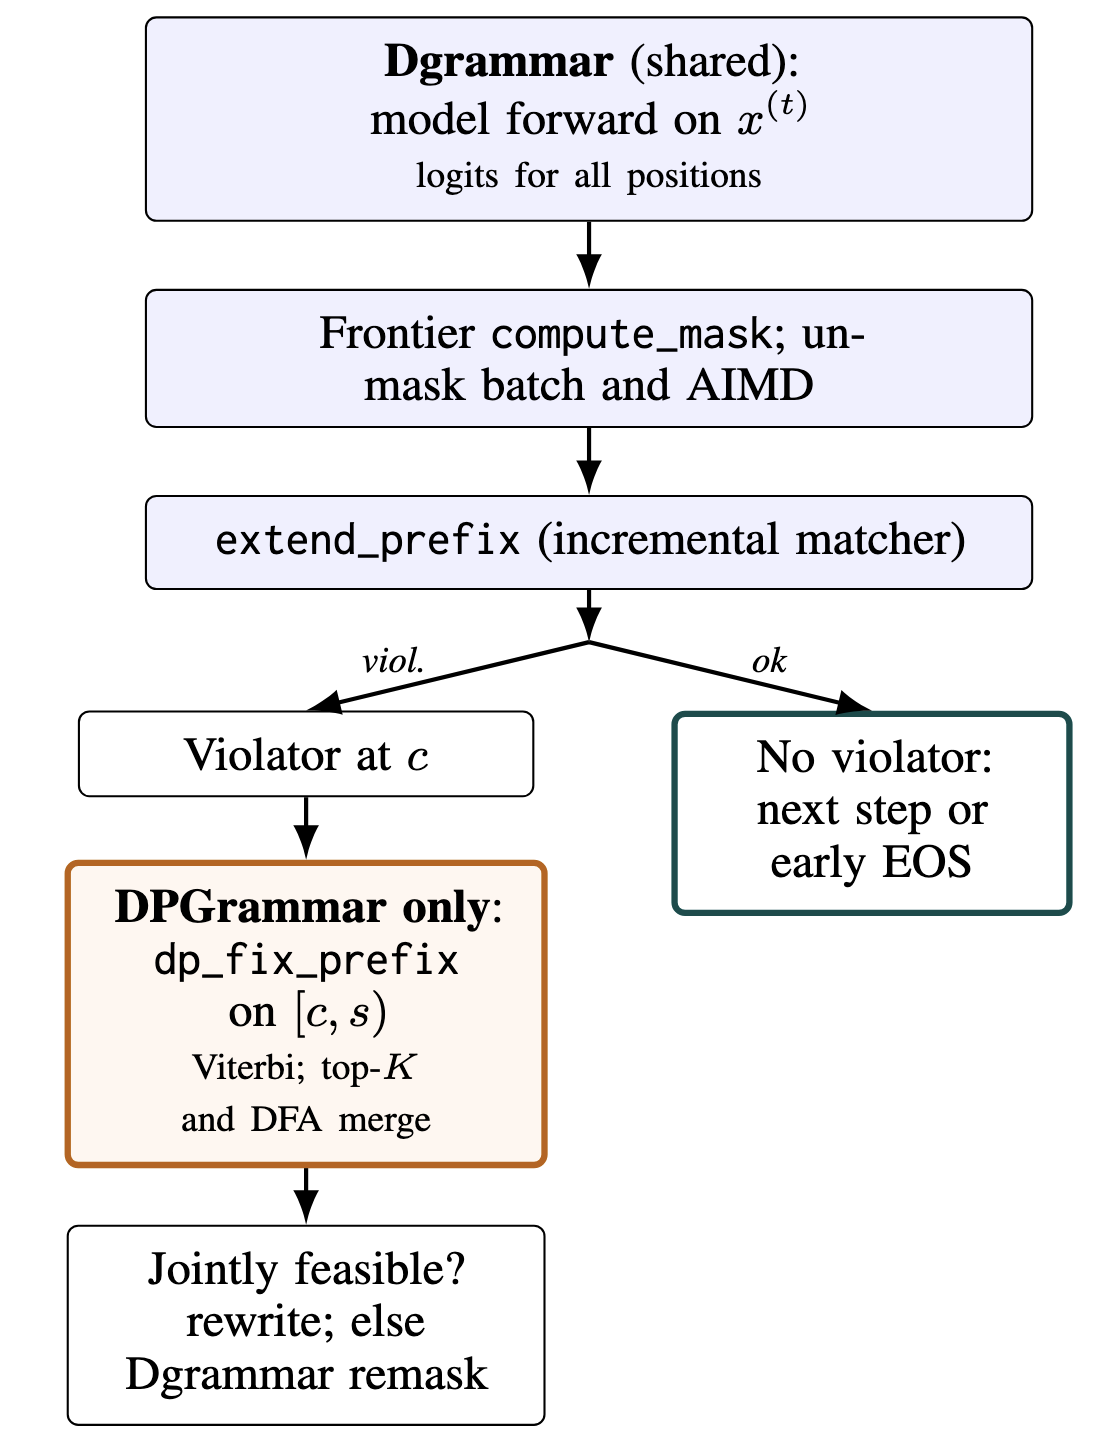 Dgrammar (shared):
model forward on x^(t)
logits for all positions
Frontier compute_mask; un-
mask batch and AIMD
extend_prefix (incremental matcher)
viol.
ok
Violator at c
No violator:
next step or
early EOS
DPGrammar only:
dp_fix_prefix
on [c, s)
Viterbi; top-K
and DFA merge
Jointly feasible?
rewrite; else
Dgrammar remask